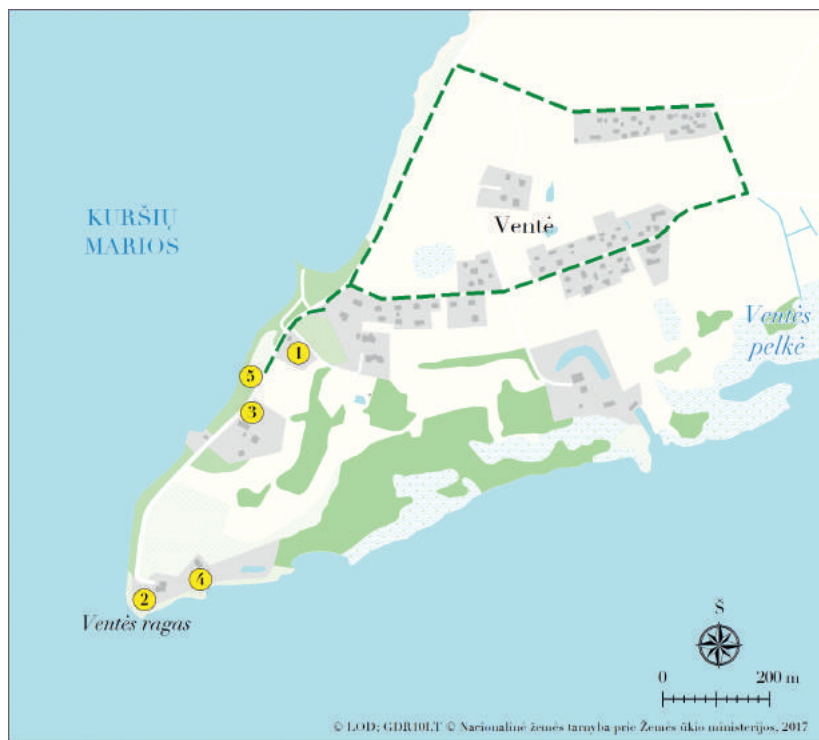 KURŠIŲ
MARIOS
Ventė
Ventės
pelkė
1
5
3
4
2
Ventės ragas
Š
0 200 m
© LOD; GDR10LT © Nacionalinė žemės tarnyba prie Žemės ūkio ministerijos, 2017